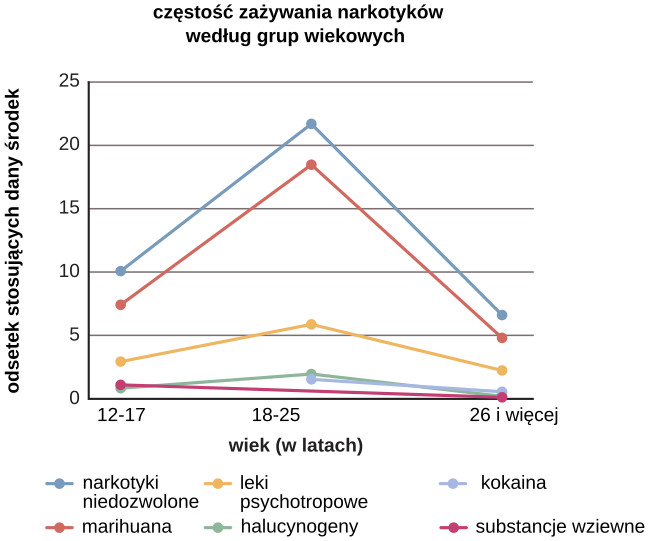 częstość zażywania narkotyków
według grup wiekowych
odsetek stosujących dany środek
25
20
15
10
5
0
12-17
18-25
26 i więcej
wiek (w latach)
narkotyki
niedozwolone
leki
psychotropowe
kokaina
marihuana
halucynogeny
substancje wziewne